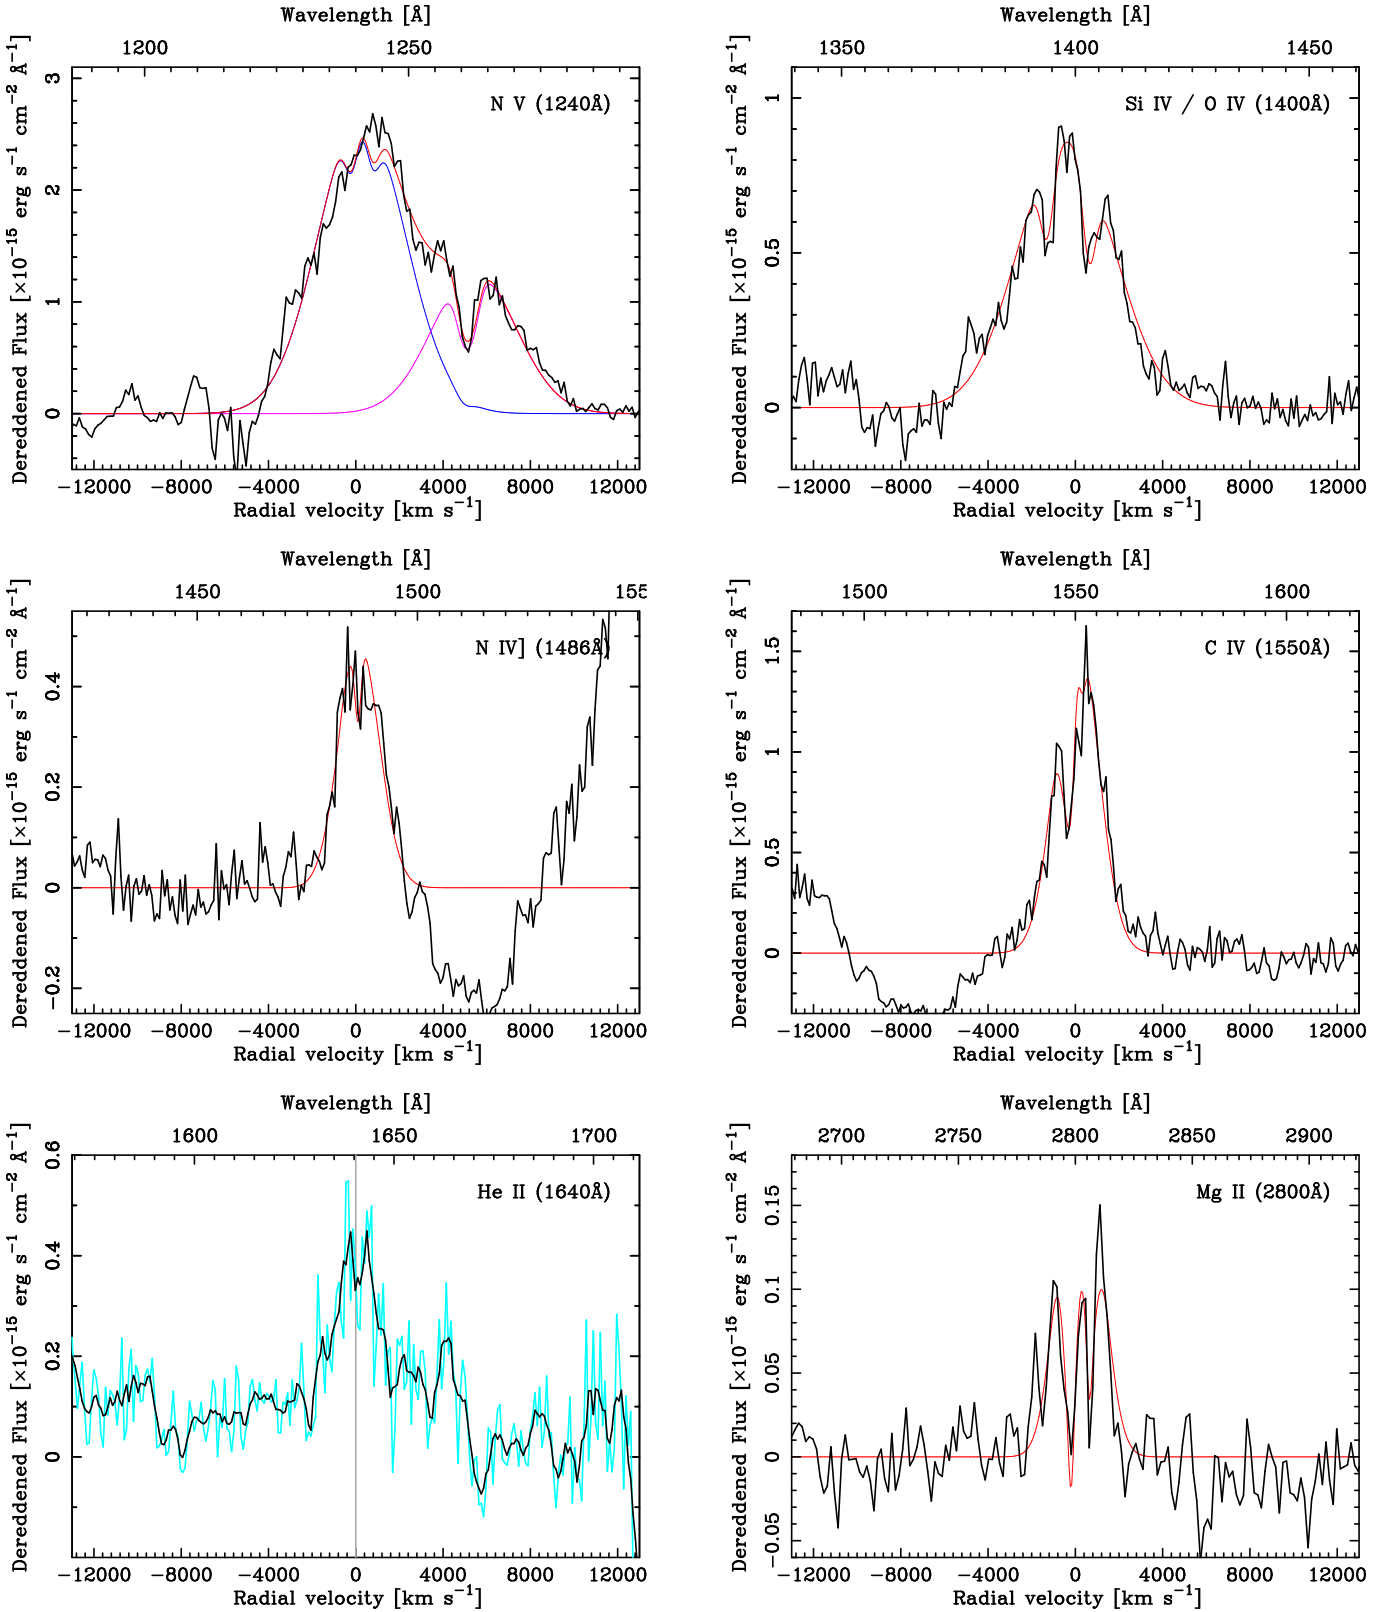 Wavelength [Å]
1200 1250
N V (1240Å)
Dereddened Flux [×10−15 erg s−1 cm−2 Å−1]
0 1 2 3
−12000 −8000 −4000 0 4000 8000 12000
Radial velocity [km s−1]
Wavelength [Å]
1350 1400 1450
Si IV / O IV (1400Å)
Dereddened Flux [×10−15 erg s−1 cm−2 Å−1]
0 0.5 1
−12000 −8000 −4000 0 4000 8000 12000
Radial velocity [km s−1]
Wavelength [Å]
1450 1500 155
N IV] (1486Å)
Dereddened Flux [×10−15 erg s−1 cm−2 Å−1]
−0.2 0 0.2 0.4
−12000 −8000 −4000 0 4000 8000 12000
Radial velocity [km s−1]
Wavelength [Å]
1500 1550 1600
C IV (1550Å)
Dereddened Flux [×10−15 erg s−1 cm−2 Å−1]
0 0.5 1 1.5
−12000 −8000 −4000 0 4000 8000 12000
Radial velocity [km s−1]
Wavelength [Å]
1600 1650 1700
He II (1640Å)
Dereddened Flux [×10−15 erg s−1 cm−2 Å−1]
0 0.2 0.4 0.6
−12000 −8000 −4000 0 4000 8000 12000
Radial velocity [km s−1]
Wavelength [Å]
2700 2750 2800 2850 2900
Mg II (2800Å)
Dereddened Flux [×10−15 erg s−1 cm−2 Å−1]
−0.05 0 0.05 0.1 0.15
−12000 −8000 −4000 0 4000 8000 12000
Radial velocity [km s−1]